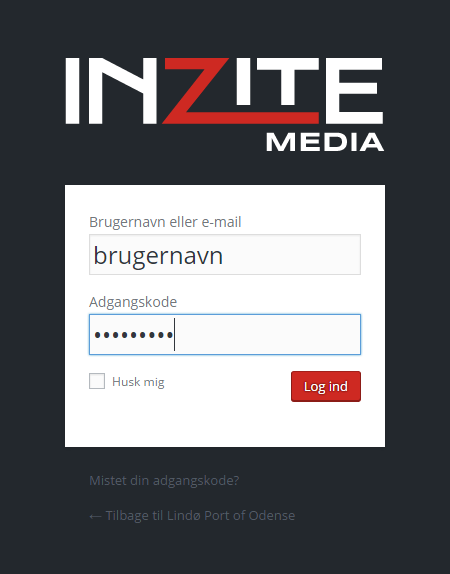 INZITE
MEDIA
Brugernavn eller e-mail
brugernavn
Adgangskode
•••••••••
Husk mig
Log ind
Mistet din adgangskode?
← Tilbage til Lindø Port of Odense